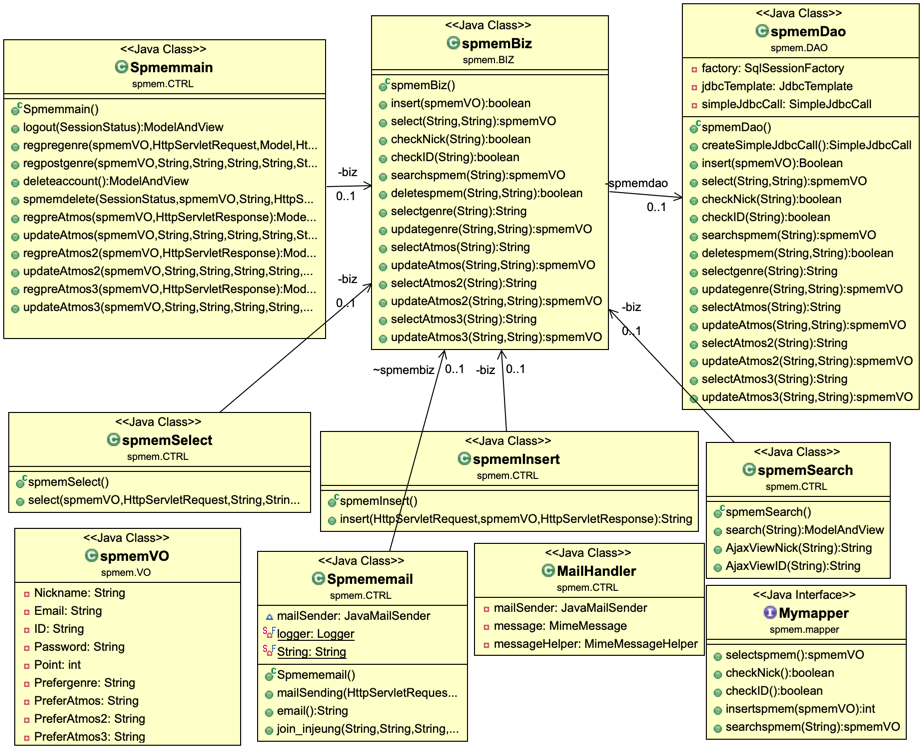 <<Java Class>>
Spmemmain
spmem.CTRL
Spmemmain()
logout(SessionStatus):ModelAndView
regpregenre(spmemVO,HttpServletRequest,Model,Ht...
regpostgenre(spmemVO,String,String,String,String,St...
deleteaccount():ModelAndView
spmemdelete(SessionStatus,spmemVO,String,HttpS...
regpreAtmos(spmemVO,HttpServletResponse):Mode...
updateAtmos(spmemVO,String,String,String,String,St...
regpreAtmos2(spmemVO,HttpServletResponse):Mod...
updateAtmos2(spmemVO,String,String,String,String,...
regpreAtmos3(spmemVO,HttpServletResponse):Mod...
updateAtmos3(spmemVO,String,String,String,String,...
<<Java Class>>
spmemBiz
spmem.BIZ
spmemBiz()
insert(spmemVO):boolean
select(String,String):spmemVO
checkNick(String):boolean
checkID(String):boolean
searchspmem(String):spmemVO
deletespmem(String,String):boolean
selectgenre(String):String
updategenre(String,String):spmemVO
selectAtmos(String):String
updateAtmos(String,String):spmemVO
selectAtmos2(String):String
updateAtmos2(String,String):spmemVO
selectAtmos3(String):String
updateAtmos3(String,String):spmemVO
<<Java Class>>
spmemDao
spmem.DAO
factory: SqlSessionFactory
jdbcTemplate: JdbcTemplate
simpleJdbcCall: SimpleJdbcCall
spmemDao()
createSimpleJdbcCall():SimpleJdbcCall
insert(spmemVO):Boolean
select(String,String):spmemVO
checkNick(String):boolean
checkID(String):boolean
searchspmem(String):spmemVO
deletespmem(String,String):boolean
selectgenre(String):String
updategenre(String,String):spmemVO
selectAtmos(String):String
updateAtmos(String,String):spmemVO
selectAtmos2(String):String
updateAtmos2(String,String):spmemVO
selectAtmos3(String):String
updateAtmos3(String,String):spmemVO
-biz
0..1
-spmemdao
0..1
-biz
0..1
-biz
0..1
~spmembiz
0..1
-biz
0..1
<<Java Class>>
spmemSelect
spmem.CTRL
spmemSelect()
select(spmemVO,HttpServletRequest,String,Strin...
<<Java Class>>
spmemInsert
spmem.CTRL
spmemInsert()
insert(HttpServletRequest,spmemVO,HttpServletResponse):String
<<Java Class>>
spmemSearch
spmem.CTRL
spmemSearch()
search(String):ModelAndView
AjaxViewNick(String):String
AjaxViewID(String):String
<<Java Class>>
spmemVO
spmem.VO
Nickname: String
Email: String
ID: String
Password: String
Point: int
Prefergenre: String
PreferAtmos: String
PreferAtmos2: String
PreferAtmos3: String
<<Java Class>>
Spmememail
spmem.CTRL
mailSender: JavaMailSender
logger: Logger
String: String
Spmememail()
mailSending(HttpServletReques...
email():String
join_injeung(String,String,String,...
<<Java Class>>
MailHandler
spmem.CTRL
mailSender: JavaMailSender
message: MimeMessage
messageHelper: MimeMessageHelper
<<Java Interface>>
Mymapper
spmem.mapper
selectspmem():spmemVO
checkNick():boolean
checkID():boolean
insertspmem(spmemVO):int
searchspmem(String):spmemVO